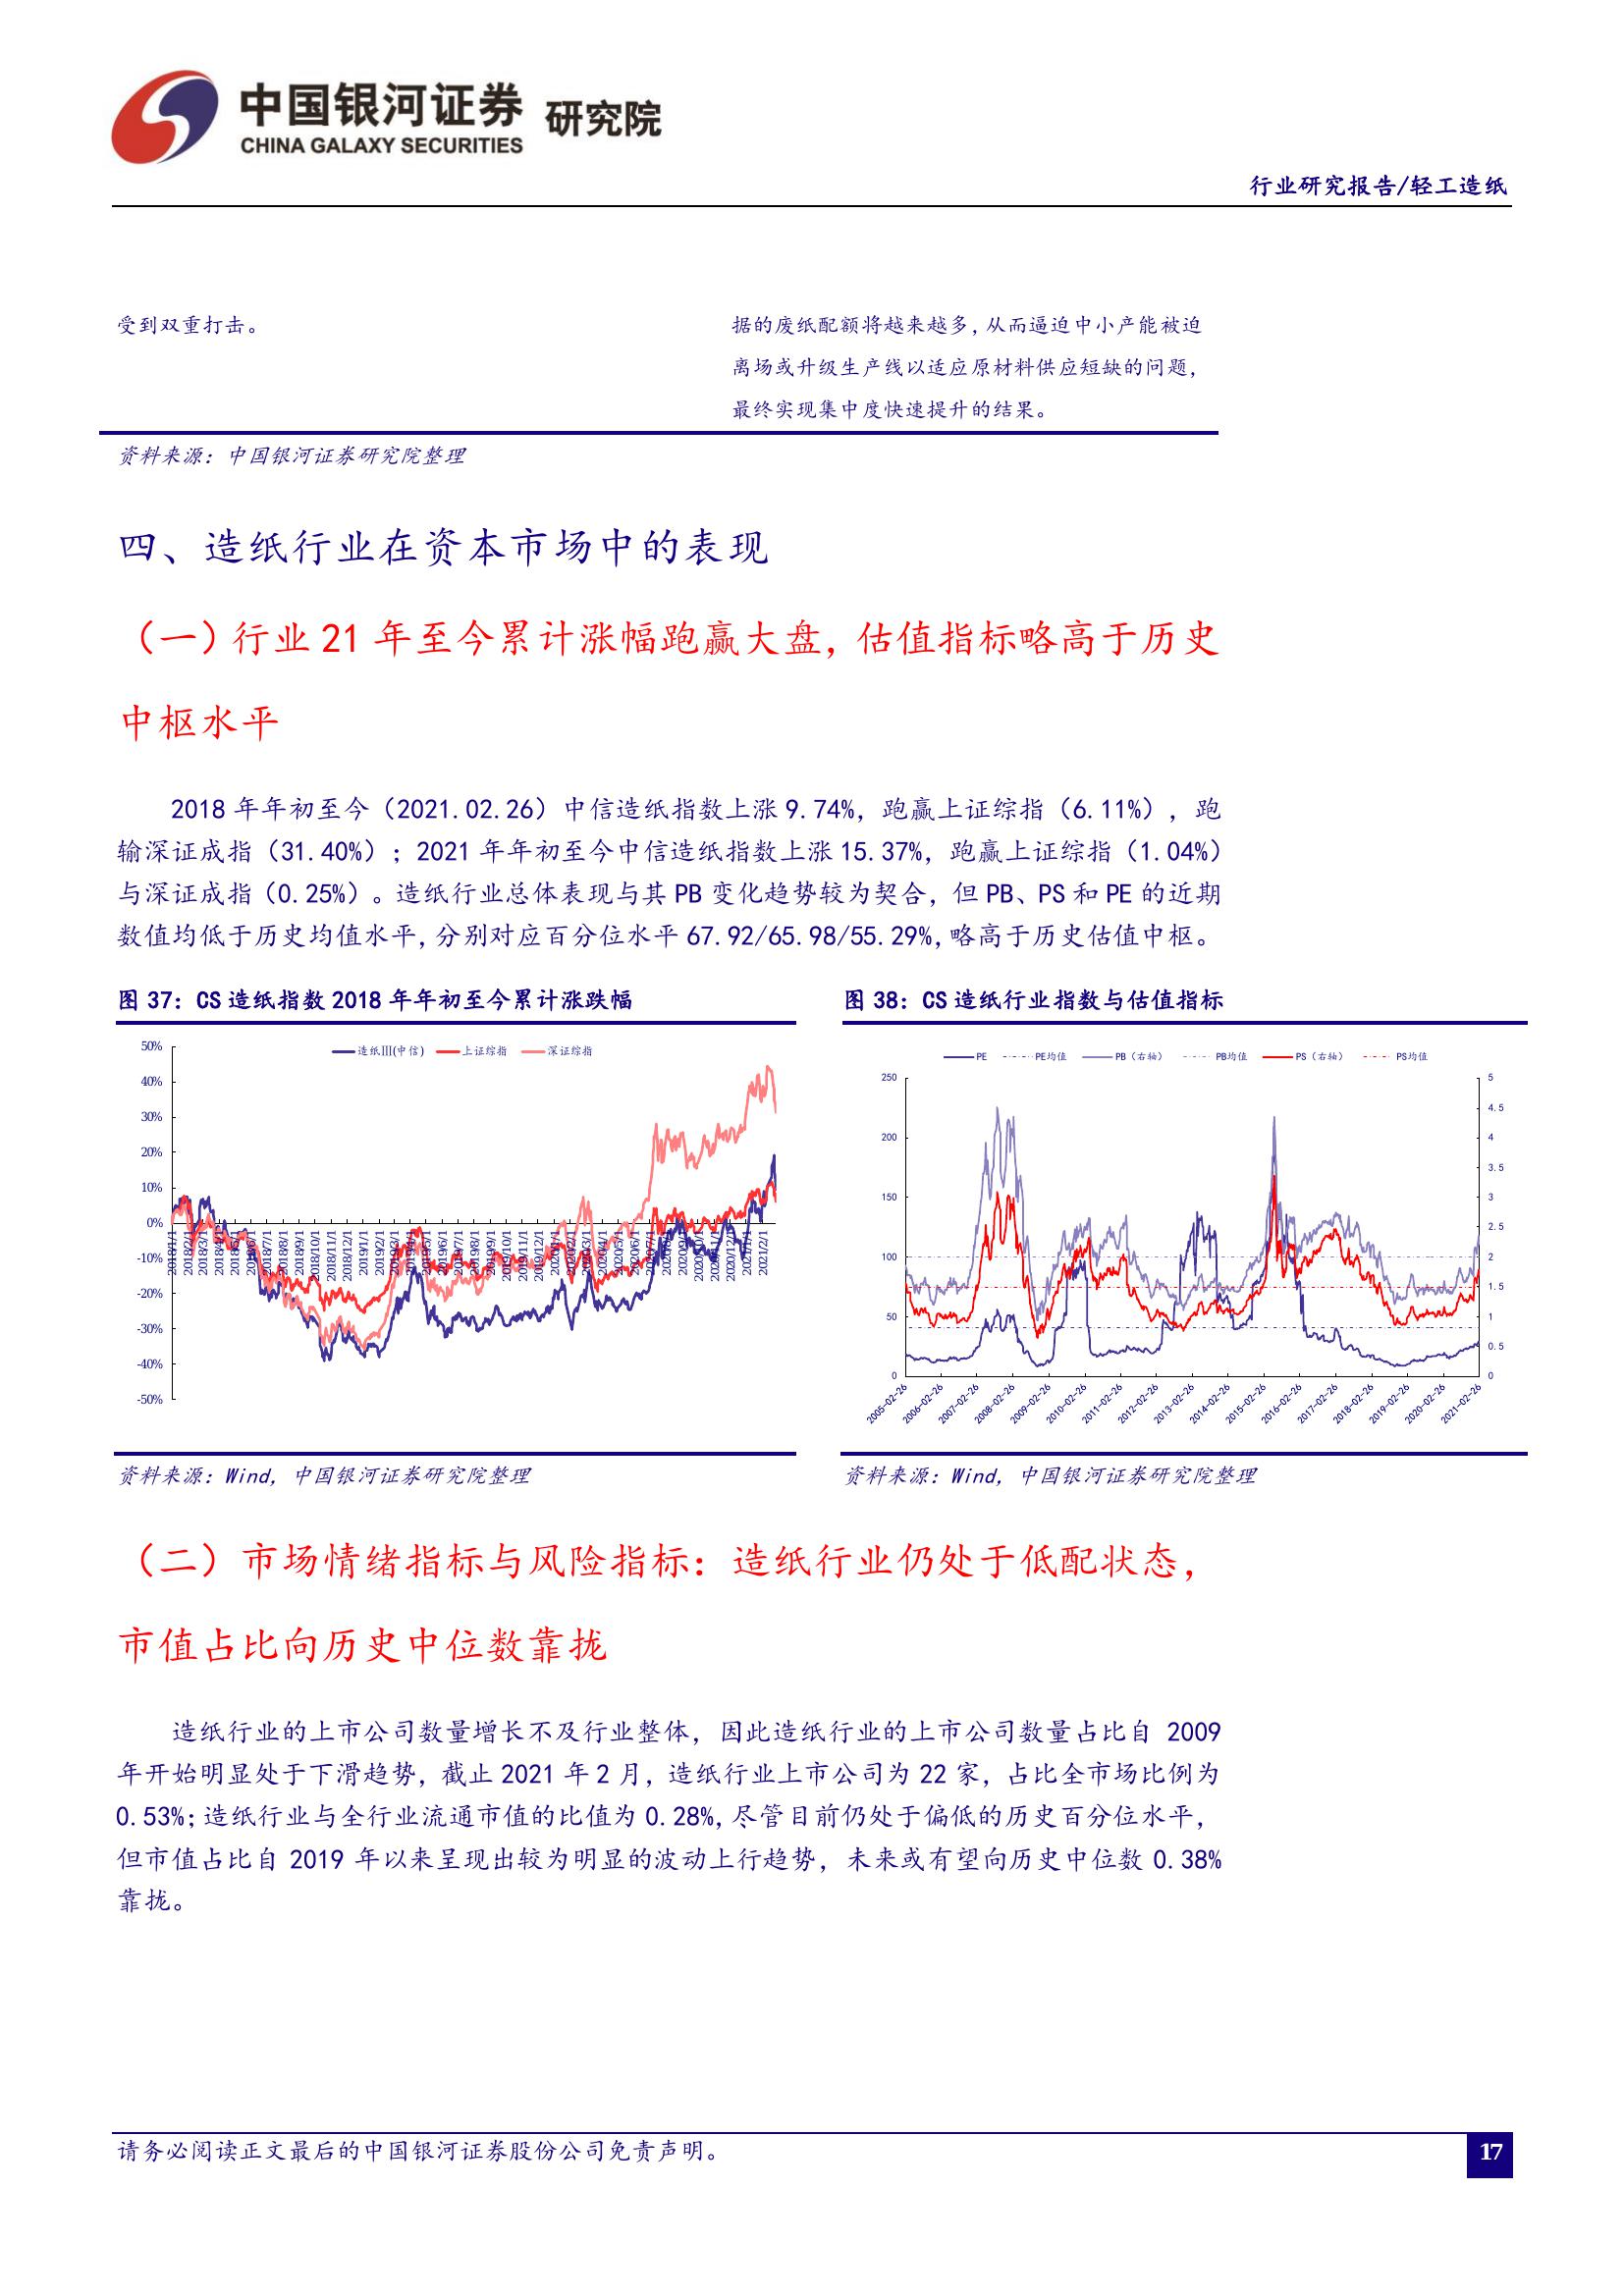 中国银河证券 研究院
CHINA GALAXY SECURITIES
行业研究报告/轻工造纸
受到双重打击。
据的废纸配额将越来越多，从而逼迫中小产能被迫
离场或升级生产线以适应原材料供应短缺的问题，
最终实现集中度快速提升的结果。
资料来源：中国银河证券研究院整理
四、造纸行业在资本市场中的表现
（一）行业 21 年至今累计涨幅跑赢大盘，估值指标略高于历史
中枢水平
2018 年年初至今（2021.02.26）中信造纸指数上涨 9.74%，跑赢上证综指（6.11%），跑
输深证成指（31.40%）；2021 年年初至今中信造纸指数上涨 15.37%，跑赢上证综指（1.04%）
与深证成指（0.25%）。造纸行业总体表现与其 PB 变化趋势较为契合，但 PB、PS 和 PE 的近期
数值均低于历史均值水平，分别对应百分位水平 67.92/65.98/55.29%，略高于历史估值中枢。
图 37：CS 造纸指数 2018 年年初至今累计涨跌幅
造纸III(中信) 上证综指 深证综指
50%
40%
30%
20%
10%
0%
-10%
-20%
-30%
-40%
-50%
2018/1/1
2018/2/1
2018/3/1
2018/4/1
2018/5/1
2018/6/1
2018/7/1
2018/8/1
2018/9/1
2018/10/1
2018/11/1
2018/12/1
2019/1/1
2019/2/1
2019/3/1
2019/4/1
2019/5/1
2019/6/1
2019/7/1
2019/8/1
2019/9/1
2019/10/1
2019/11/1
2019/12/1
2020/1/1
2020/2/1
2020/3/1
2020/4/1
2020/5/1
2020/6/1
2020/7/1
2020/8/1
2020/9/1
2020/10/1
2020/11/1
2020/12/1
2021/1/1
2021/2/1
资料来源：Wind，中国银河证券研究院整理
图 38：CS 造纸行业指数与估值指标
PE PE均值 PB（右轴） PB均值 PS（右轴） PS均值
250
200
150
100
50
0
5
4.5
4
3.5
3
2.5
2
1.5
1
0.5
0
2005-02-26
2006-02-26
2007-02-26
2008-02-26
2009-02-26
2010-02-26
2011-02-26
2012-02-26
2013-02-26
2014-02-26
2015-02-26
2016-02-26
2017-02-26
2018-02-26
2019-02-26
2020-02-26
2021-02-26
资料来源：Wind，中国银河证券研究院整理
（二）市场情绪指标与风险指标：造纸行业仍处于低配状态，
市值占比向历史中位数靠拢
造纸行业的上市公司数量增长不及行业整体，因此造纸行业的上市公司数量占比自 2009
年开始明显处于下滑趋势，截止 2021 年 2 月，造纸行业上市公司为 22 家，占比全市场比例为
0.53%；造纸行业与全行业流通市值的比值为 0.28%，尽管目前仍处于偏低的历史百分位水平，
但市值占比自 2019 年以来呈现出较为明显的波动上行趋势，未来或有望向历史中位数 0.38%
靠拢。
请务必阅读正文最后的中国银河证券股份公司免责声明。
17